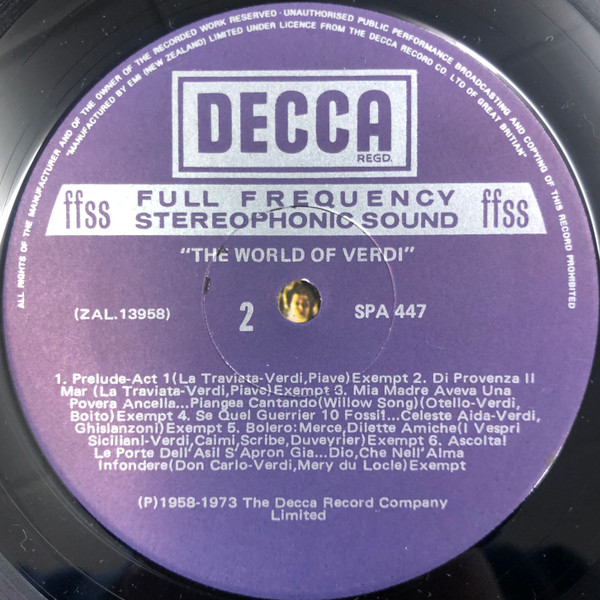 ALL RIGHTS OF THE MANUFACTURER AND OF THE OWNER OF THE RECORDED WORK RESERVED · UNAUTHORISED PUBLIC PERFORMANCE BROADCASTING AND COPYING OF THIS RECORD PROHIBITED
"MANUFACTURED BY EMI (NEW ZEALAND) LIMITED UNDER LICENCE FROM THE DECCA RECORD CO. LTD OF GREAT BRITIAN"
DECCA
REGD.
ffss FULL FREQUENCY STEREOPHONIC SOUND ffss
"THE WORLD OF VERDI"
(ZAL.13958) 2 SPA 447
1. Prelude-Act 1(La Traviata-Verdi,Piave)Exempt 2. Di Provenza Il
Mar (La Traviata-Verdi,Piave)Exempt 3. Mia Madre Aveva Una
Povera Ancella...Piangea Cantando(Willow Song)(Otello-Verdi,
Boito)Exempt 4. Se Quel Guerrier 10 Fossi!...Celeste Aida-Verdi,
Ghislanzoni)Exempt 5. Bolero:Merce,Dilette Amiche(I Vespri
Siciliani-Verdi,Caimi,Scribe,Duveyrier)Exempt 6. Ascolta!
Le Porte Dell'Asil S'Apron Gia...Dio,Che Nell'Alma
Infondere(Don Carlo-Verdi,Mery du Locle)Exempt
(P)1958-1973 The Decca Record Company
Limited